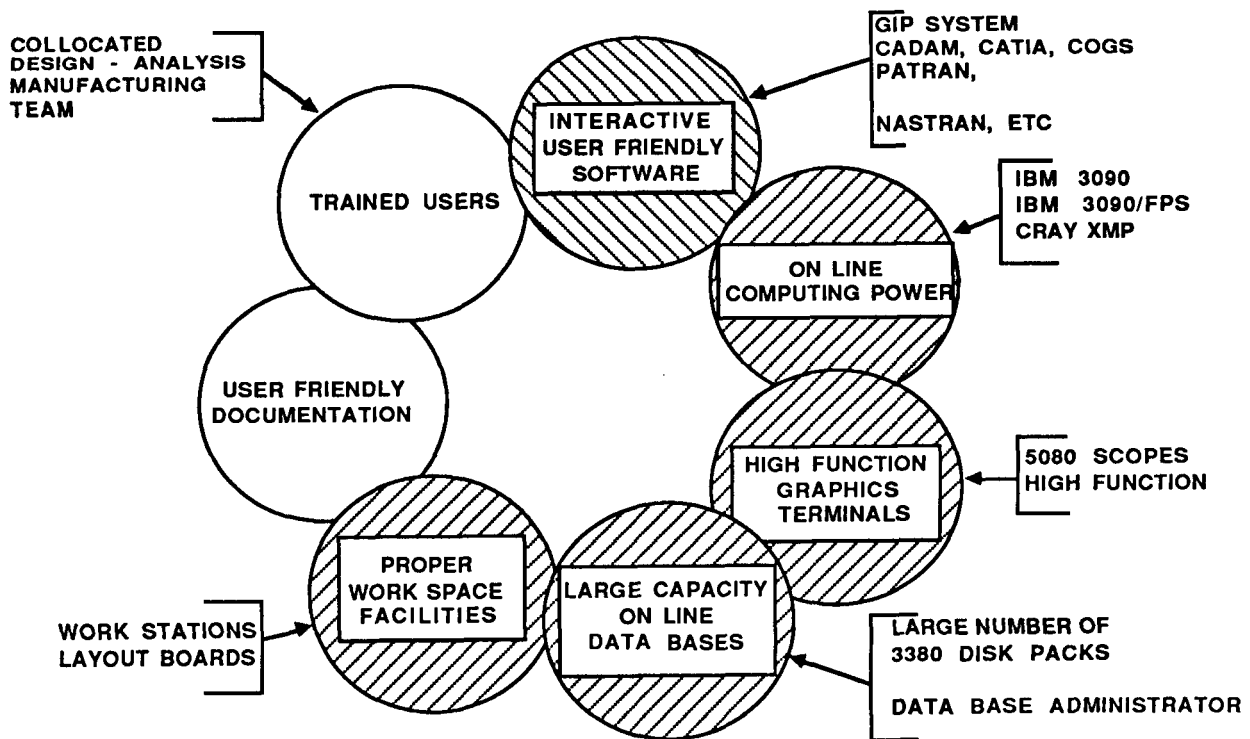 COLLOCATED
DESIGN - ANALYSIS
MANUFACTURING
TEAM
GIP SYSTEM
CADAM, CATIA, COGS
PATRAN,
NASTRAN, ETC
INTERACTIVE
USER FRIENDLY
SOFTWARE
TRAINED USERS
IBM 3090
IBM 3090/FPS
CRAY XMP
ON LINE
COMPUTING POWER
USER FRIENDLY
DOCUMENTATION
HIGH FUNCTION
GRAPHICS
TERMINALS
5080 SCOPES
HIGH FUNCTION
PROPER
WORK SPACE
FACILITIES
LARGE CAPACITY
ON LINE
DATA BASES
WORK STATIONS
LAYOUT BOARDS
LARGE NUMBER OF
3380 DISK PACKS
DATA BASE ADMINISTRATOR